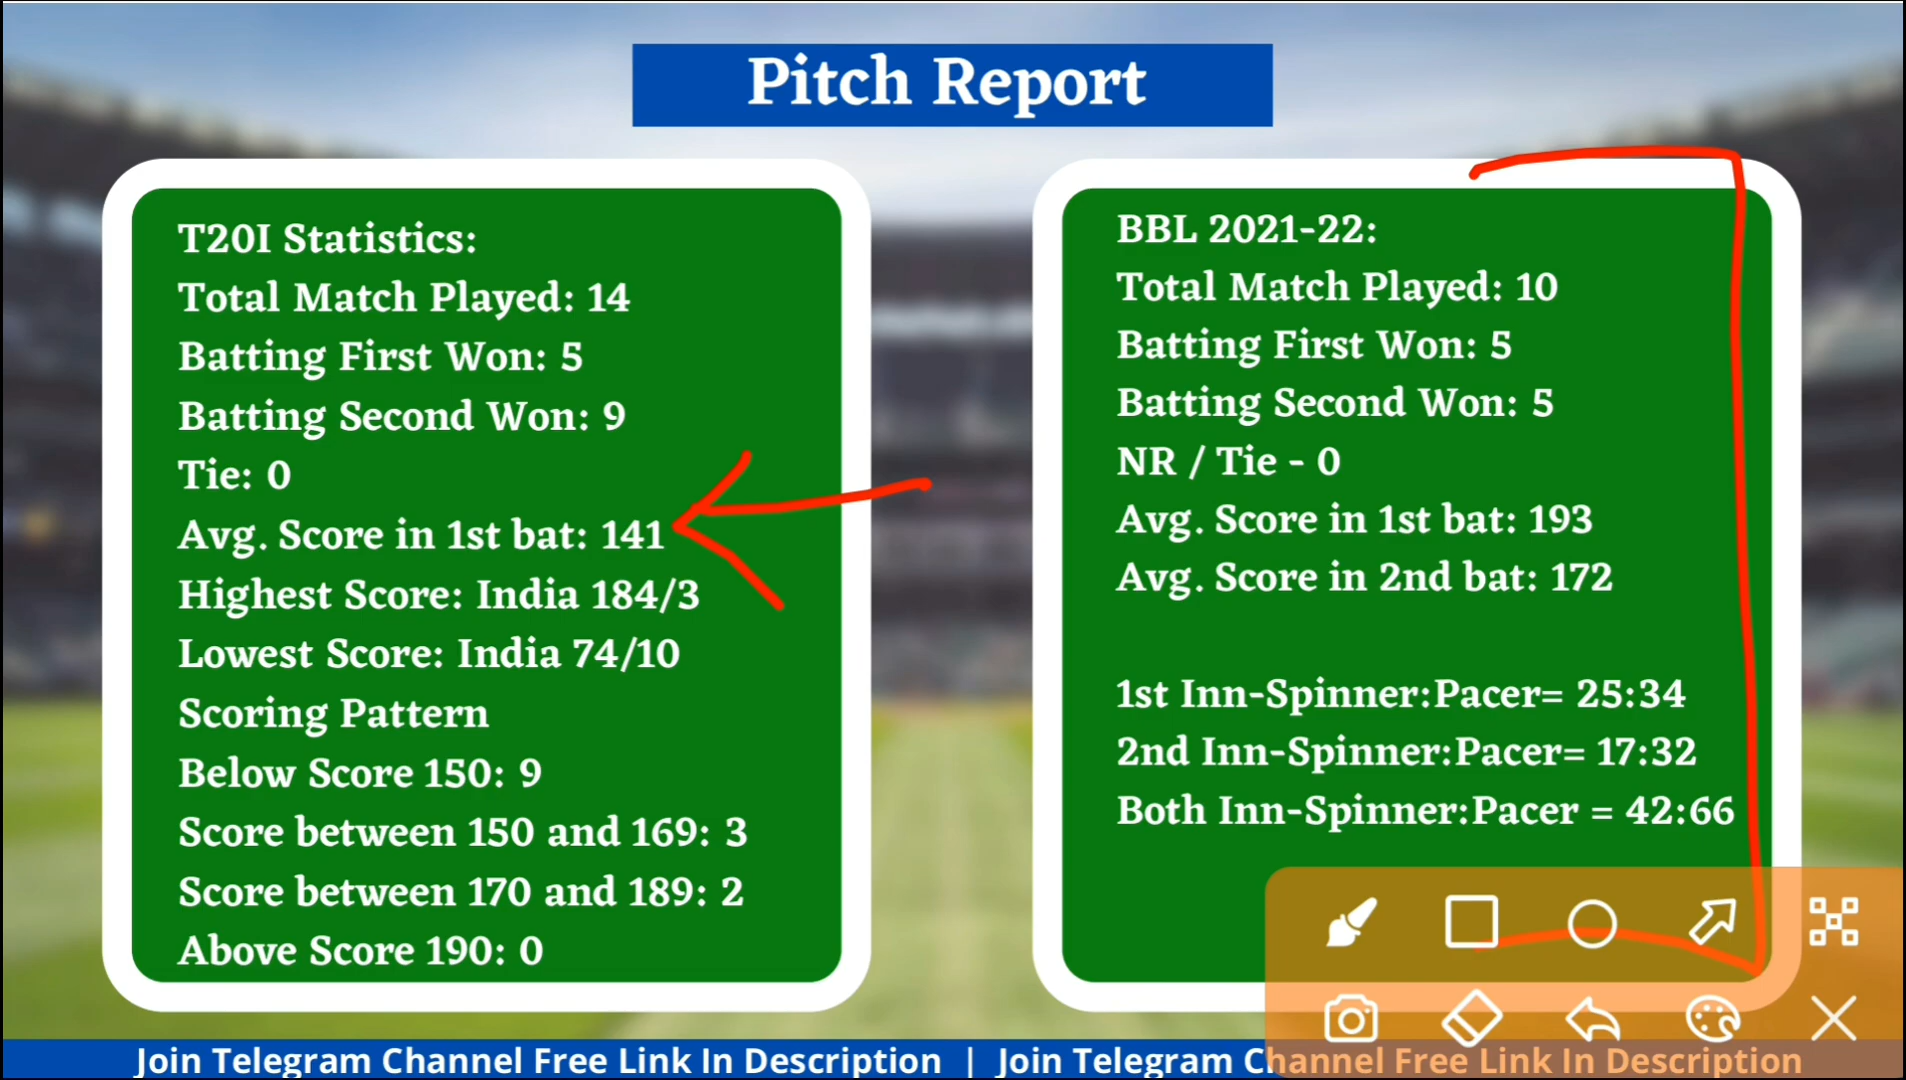 Pitch Report
T20I Statistics:
Total Match Played: 14
Batting First Won: 5
Batting Second Won: 9
Tie: 0
Avg. Score in 1st bat: 141
Highest Score: India 184/3
Lowest Score: India 74/10
Scoring Pattern
Below Score 150: 9
Score between 150 and 169: 3
Score between 170 and 189: 2
Above Score 190: 0
BBL 2021-22:
Total Match Played: 10
Batting First Won: 5
Batting Second Won: 5
NR / Tie - 0
Avg. Score in 1st bat: 193
Avg. Score in 2nd bat: 172
1st Inn-Spinner:Pacer= 25:34
2nd Inn-Spinner:Pacer= 17:32
Both Inn-Spinner:Pacer = 42:66
Join Telegram Channel Free Link In Description | Join Telegram Channel Free Link In Description